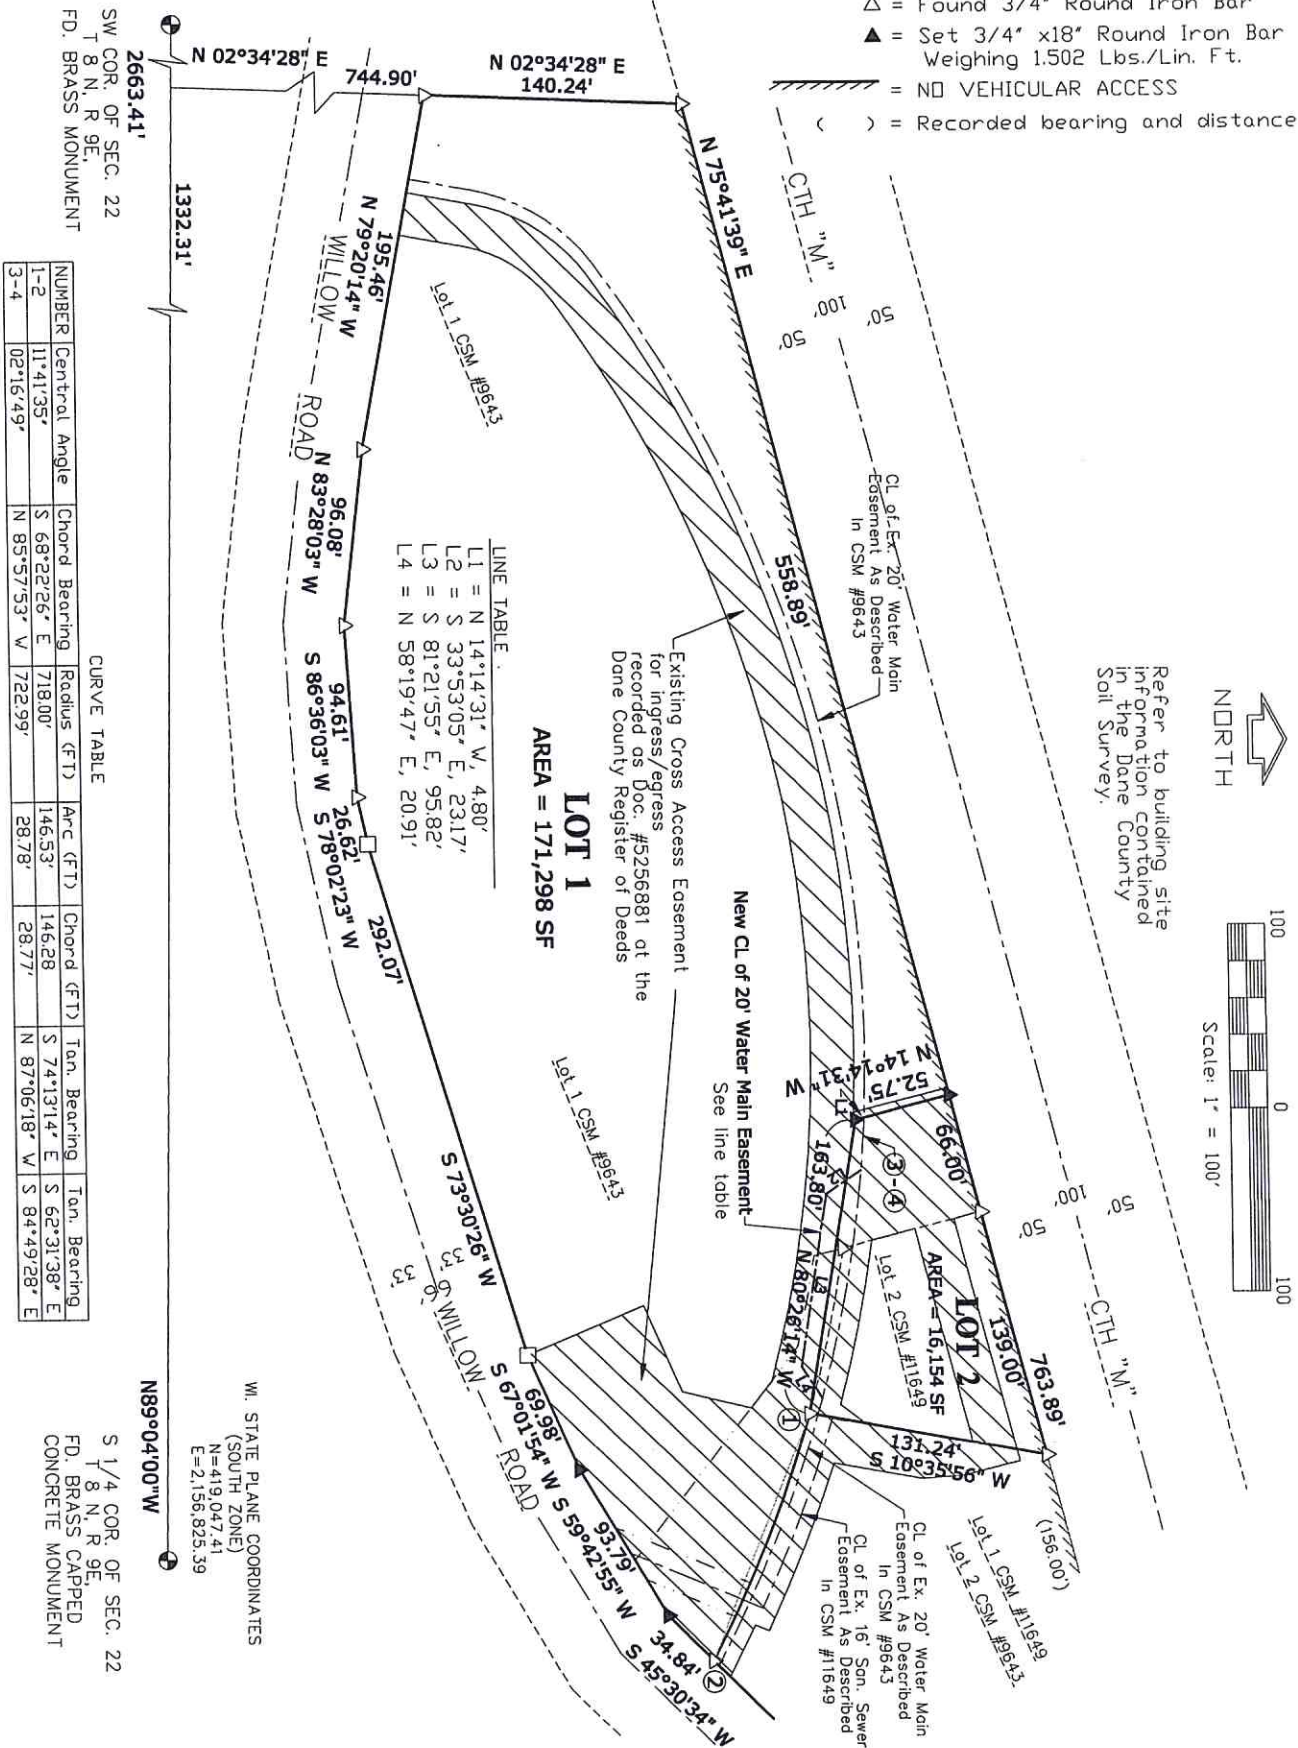 △ = Found 3/4" Round Iron Bar
▲ = Set 3/4" x18" Round Iron Bar
Weighing 1.502 Lbs./Lin. Ft.
= NO VEHICULAR ACCESS
( ) = Recorded bearing and distance
NORTH
Refer to building site
information contained
in the Dane County
Soil Survey.
100
0
100
Scale: 1" = 100'
SW COR. OF SEC. 22
T 8 N, R 9E,
FD. BRASS MONUMENT
2663.41'
1332.31'
N89°04'00"W
S 1/4 COR. OF SEC. 22
T 8 N, R 9E,
FD. BRASS CAPPED
CONCRETE MONUMENT
WI. STATE PLANE COORDINATES
(SOUTH ZONE)
N=419,047.41
E=2,156,825.39
N 02°34'28" E
744.90'
N 02°34'28" E
140.24'
N 75°41'39" E
558.89'
763.89'
66.00'
139.00'
(156.00')
CTH "M"
50'
100'
50'
CTH "M"
50'
100'
50'
CL of Ex. 20' Water Main
Easement As Described
In CSM #9643
Existing Cross Access Easement
for ingress/egress
recorded as Doc. #5256881 at the
Dane County Register of Deeds
New CL of 20' Water Main Easement
See line table
LOT 1
AREA = 171,298 SF
Lot 1 CSM #9643
Lot 1 CSM #9643
LINE TABLE
L1 = N 14°14'31" W, 4.80'
L2 = S 33°53'05" E, 23.17'
L3 = S 81°21'55" E, 95.82'
L4 = N 58°19'47" E, 20.91'
N 14°14'31" W
52.75'
L1
L2
L3
L4
3-4
163.80'
N 80°26'14" W
LOT 2
AREA = 16,154 SF
Lot 2 CSM #11649
131.24'
S 10°35'56" W
1
2
Lot 1 CSM #11649
Lot 2 CSM #9643
CL of Ex. 20' Water Main
Easement As Described
In CSM #9643
CL of Ex. 16' San. Sewer
Easement As Described
In CSM #11649
195.46'
N 79°20'14" W
96.08'
N 83°28'03" W
94.61'
S 86°36'03" W
26.62'
S 78°02'23" W
292.07'
S 73°30'26" W
69.98'
S 67°01'54" W
93.79'
S 59°42'55" W
34.84'
S 45°30'34" W
WILLOW ROAD
33'
33'
WILLOW ROAD
CURVE TABLE
NUMBER Central Angle Chord Bearing Radius (FT) Arc (FT) Chord (FT) Tan. Bearing Tan. Bearing
1-2 11°41'35" S 68°22'26" E 718.00' 146.53' 146.28 S 74°13'14" E S 62°31'38" E
3-4 02°16'49" N 85°57'53" W 722.99' 28.78' 28.77' N 87°06'18" W S 84°49'28" E